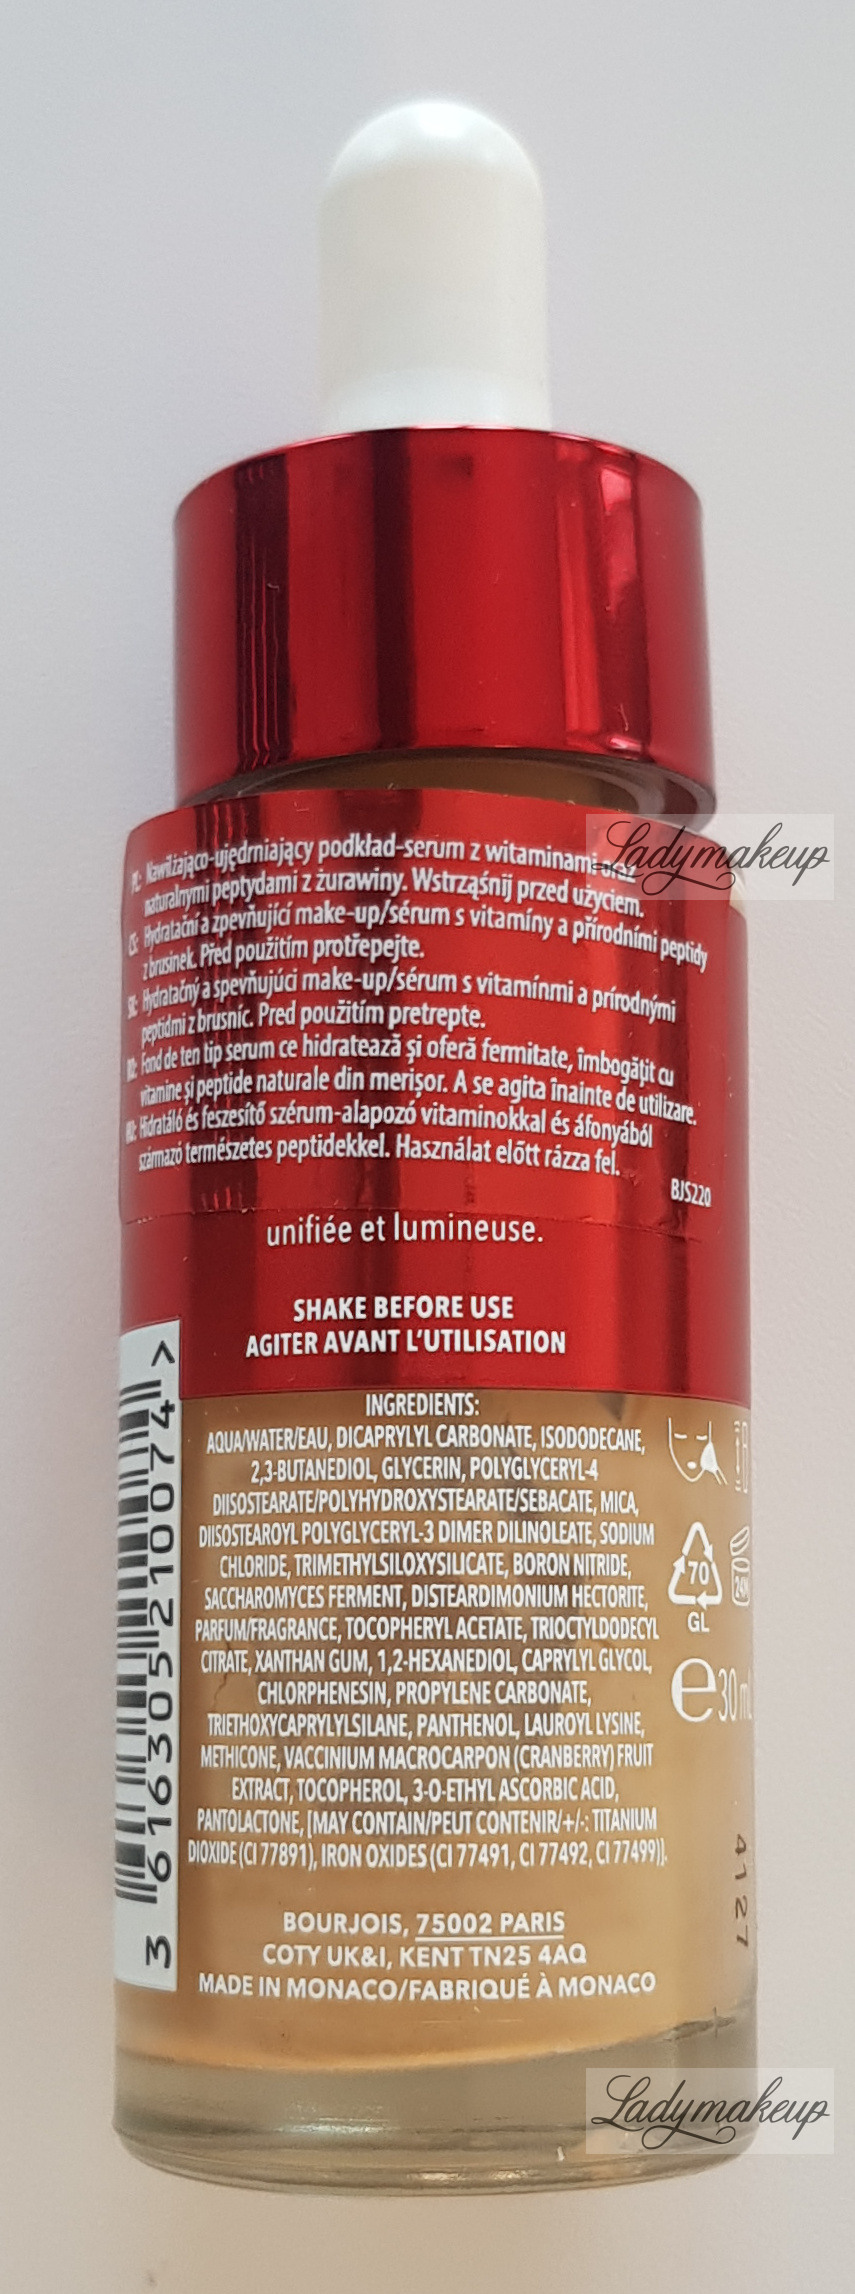 PL: Nawilżająco-ujędrniający podkład-serum z witaminami oraz
naturalnymi peptydami z żurawiny. Wstrząśnij przed użyciem.
CS: Hydratační a zpevňující make-up/sérum s vitamíny a přírodními peptidy
z brusinek. Před použitím protřepejte.
SK: Hydratačný a spevňujúci make-up/sérum s vitamínmi a prírodnými
peptidmi z brusníc. Pred použitím pretrepte.
RO: Fond de ten tip serum ce hidratează și oferă fermitate, îmbogățit cu
vitamine și peptide naturale din merișor. A se agita înainte de utilizare.
HU: Hidratáló és feszesítő szérum-alapozó vitaminokkal és áfonyából
származó természetes peptidekkel. Használat előtt rázza fel.
BJS220
unifiée et lumineuse.
SHAKE BEFORE USE
AGITER AVANT L'UTILISATION
INGREDIENTS:
AQUA/WATER/EAU, DICAPRYLYL CARBONATE, ISODODECANE,
2,3-BUTANEDIOL, GLYCERIN, POLYGLYCERYL-4
DIISOSTEARATE/POLYHYDROXYSTEARATE/SEBACATE, MICA,
DIISOSTEAROYL POLYGLYCERYL-3 DIMER DILINOLEATE, SODIUM
CHLORIDE, TRIMETHYLSILOXYSILICATE, BORON NITRIDE,
SACCHAROMYCES FERMENT, DISTEARDIMONIUM HECTORITE,
PARFUM/FRAGRANCE, TOCOPHERYL ACETATE, TRIOCTYLDODECYL
CITRATE, XANTHAN GUM, 1,2-HEXANEDIOL, CAPRYLYL GLYCOL,
CHLORPHENESIN, PROPYLENE CARBONATE,
TRIETHOXYCAPRYLYLSILANE, PANTHENOL, LAUROYL LYSINE,
METHICONE, VACCINIUM MACROCARPON (CRANBERRY) FRUIT
EXTRACT, TOCOPHEROL, 3-O-ETHYL ASCORBIC ACID,
PANTOLACTONE, [MAY CONTAIN/PEUT CONTENIR/+/-: TITANIUM
DIOXIDE (CI 77891), IRON OXIDES (CI 77491, CI 77492, CI 77499)].
BOURJOIS, 75002 PARIS
COTY UK&I, KENT TN25 4AQ
MADE IN MONACO/FABRIQUÉ À MONACO
3 616305 210074 >
70
GL
24M
e 30 mL
4127
Ladymakeup
Ladymakeup
Ladymakeup